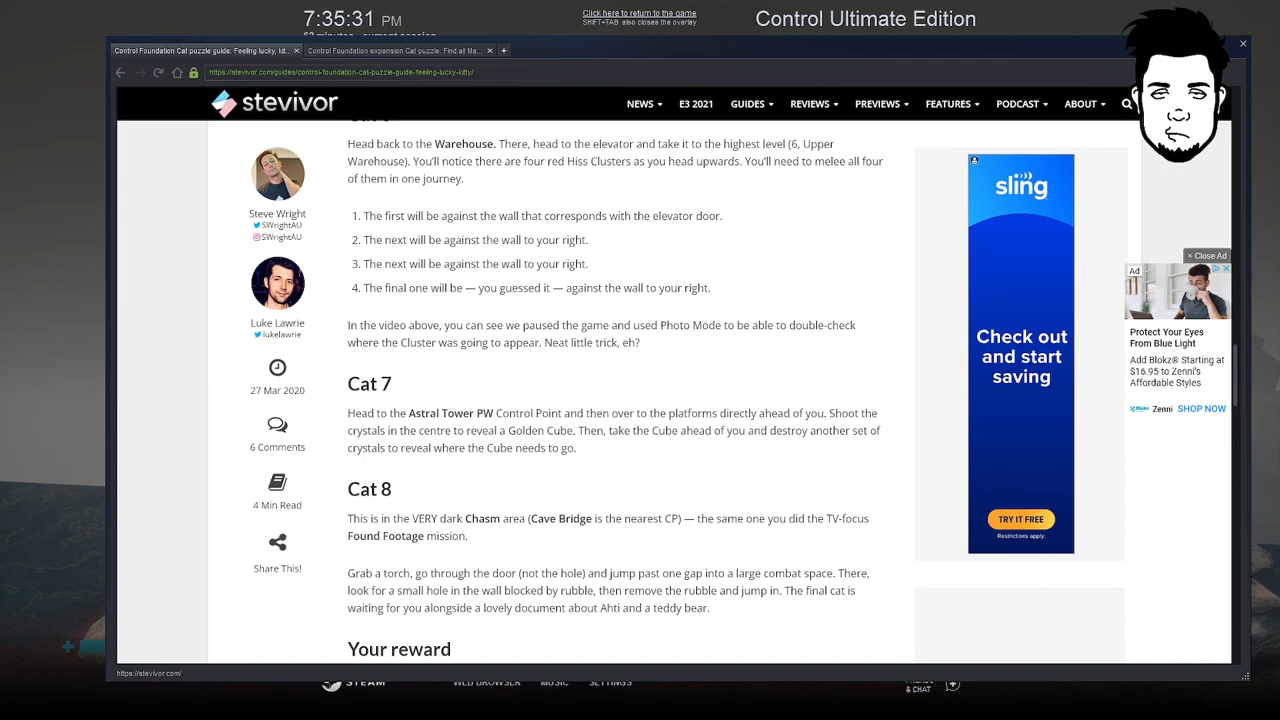 7:35:31 PM
Click here to return to the game
SHIFT+TAB also closes the overlay
Control Ultimate Edition
Control Foundation Cat puzzle guide: Feeling lucky, kit...
Control Foundation expansion Cat puzzle: Find all Ma...
https://stevivor.com/guides/control-foundation-cat-puzzle-guide-feeling-lucky-kitty/
stevivor
NEWS
E3 2021
GUIDES
REVIEWS
PREVIEWS
FEATURES
PODCAST
ABOUT
Head back to the Warehouse. There, head to the elevator and take it to the highest level (6, Upper
Warehouse). You'll notice there are four red Hiss Clusters as you head upwards. You'll need to melee all four
of them in one journey.
1. The first will be against the wall that corresponds with the elevator door.
2. The next will be against the wall to your right.
3. The next will be against the wall to your right.
4. The final one will be — you guessed it — against the wall to your right.
In the video above, you can see we paused the game and used Photo Mode to be able to double-check
where the Cluster was going to appear. Neat little trick, eh?
Cat 7
Head to the Astral Tower PW Control Point and then over to the platforms directly ahead of you. Shoot the
crystals in the centre to reveal a Golden Cube. Then, take the Cube ahead of you and destroy another set of
crystals to reveal where the Cube needs to go.
Cat 8
This is in the VERY dark Chasm area (Cave Bridge is the nearest CP) — the same one you did the TV-focus
Found Footage mission.
Grab a torch, go through the door (not the hole) and jump past one gap into a large combat space. There,
look for a small hole in the wall blocked by rubble, then remove the rubble and jump in. The final cat is
waiting for you alongside a lovely document about Ahti and a teddy bear.
Your reward
Steve Wright
SWrightAU
SWrightAU
Luke Lawrie
lukelawrie
27 Mar 2020
6 Comments
4 Min Read
Share This!
sling
Check out
and start
saving
TRY IT FREE
Restrictions apply.
× Close Ad
Ad
Protect Your Eyes
From Blue Light
Add Blokz® Starting at
$16.95 to Zenni's
Affordable Styles
Zenni
SHOP NOW
https://stevivor.com/
STEAM
WEB BROWSER
MUSIC
SETTINGS
& CHAT